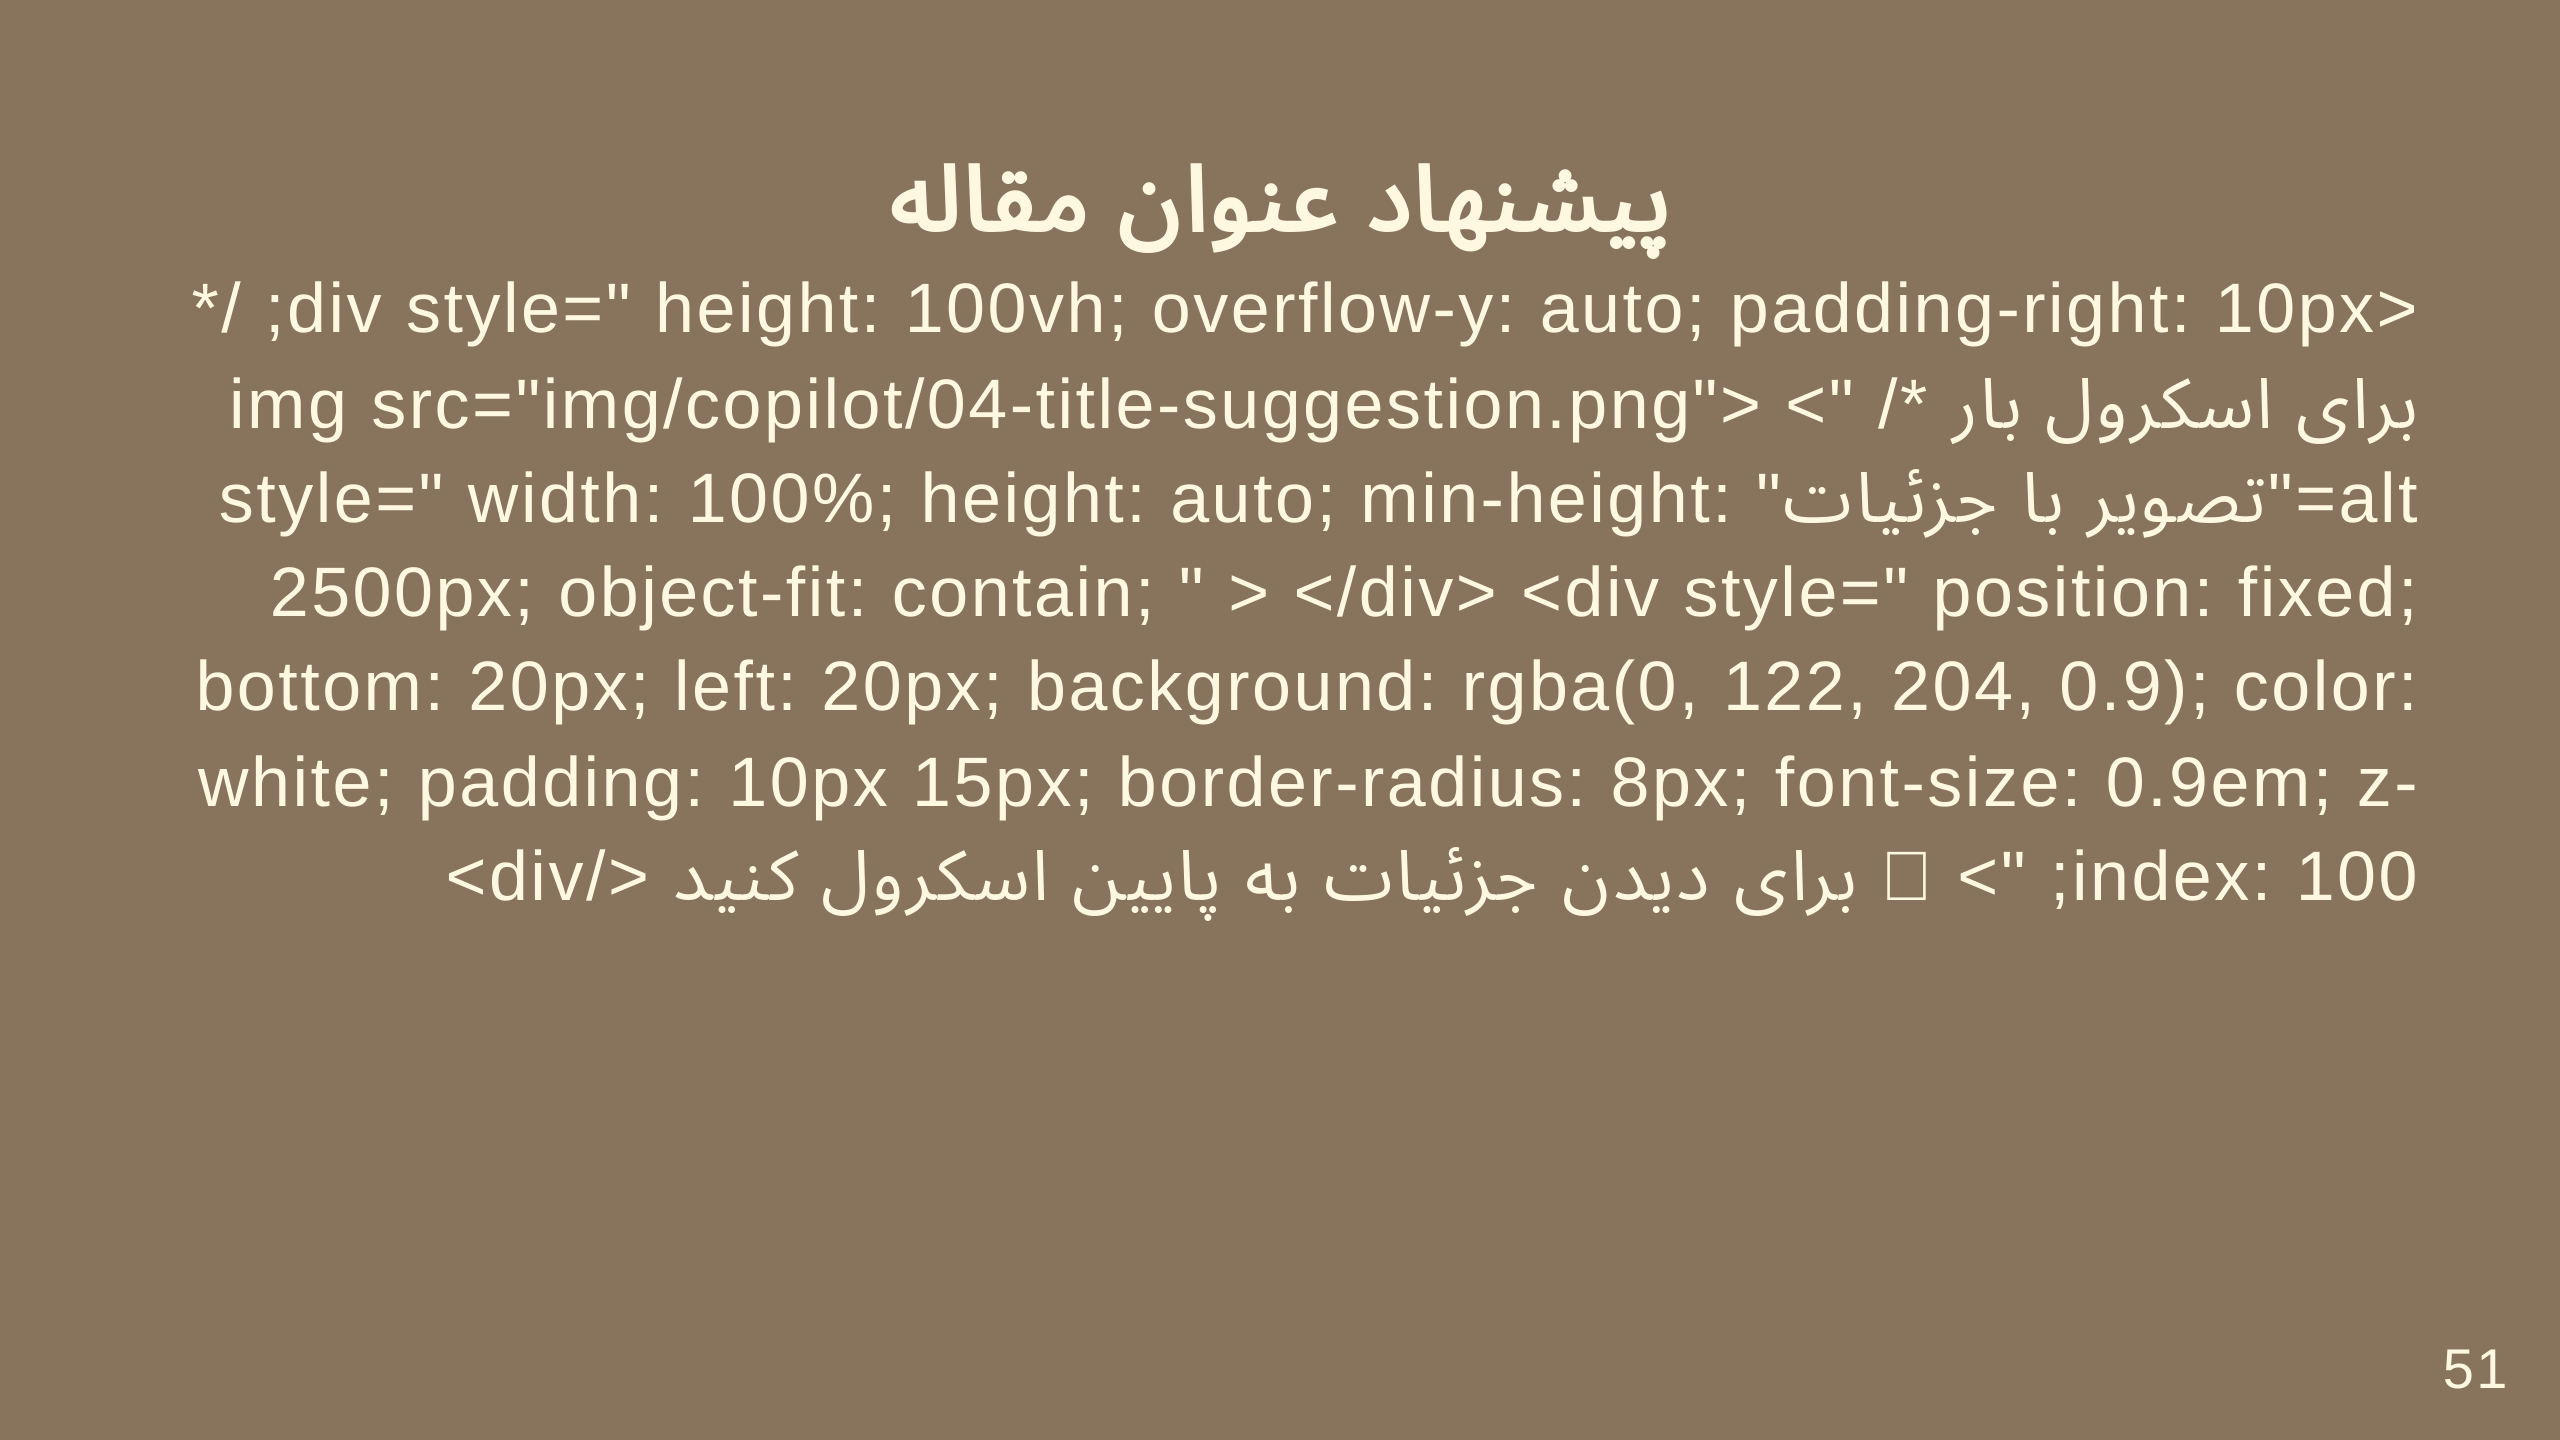 پیشنهاد عنوان مقاله
<div style=" height: 100vh; overflow-y: auto; padding-right: 10px; /*
برای اسکرول بار */ "> <img src="img/copilot/04-title-suggestion.png"
alt="تصویر با جزئیات" style=" width: 100%; height: auto; min-height:
2500px; object-fit: contain; " > </div> <div style=" position: fixed;
bottom: 20px; left: 20px; background: rgba(0, 122, 204, 0.9); color:
white; padding: 10px 15px; border-radius: 8px; font-size: 0.9em; z-
index: 100; "> برای دیدن جزئیات به پایین اسکرول کنید </div>
51